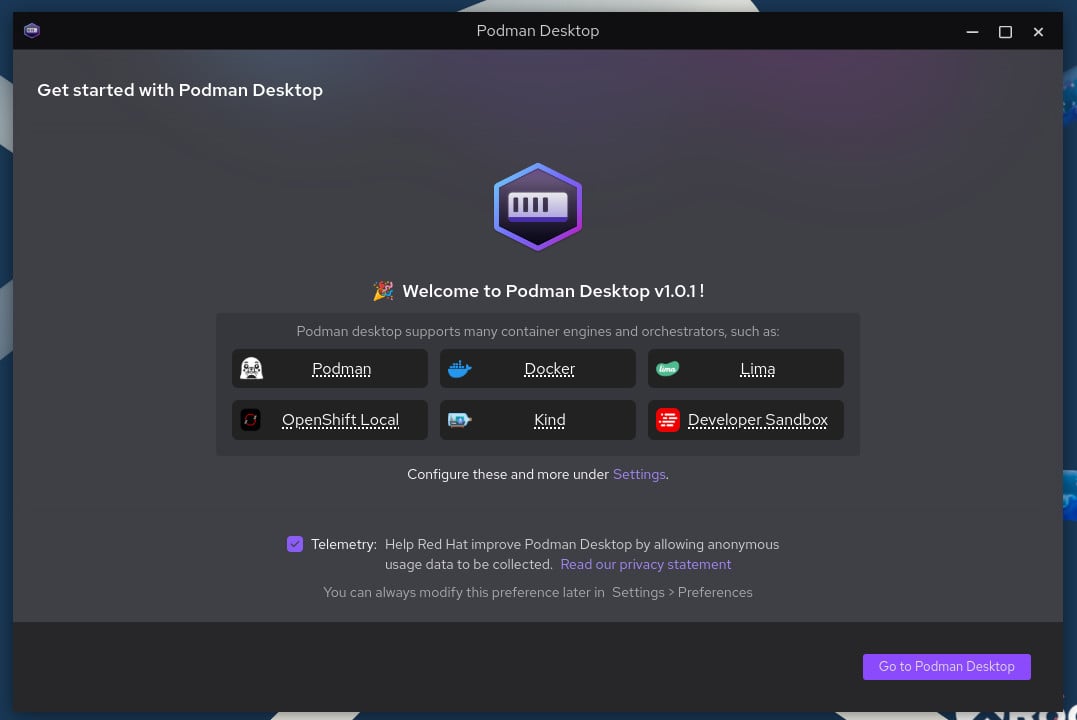 Podman Desktop
Get started with Podman Desktop
Welcome to Podman Desktop v1.0.1 !
Podman desktop supports many container engines and orchestrators, such as:
Podman
Docker
lima
Lima
OpenShift Local
Kind
Developer Sandbox
Configure these and more under Settings.
Telemetry: Help Red Hat improve Podman Desktop by allowing anonymous
usage data to be collected. Read our privacy statement
You can always modify this preference later in Settings > Preferences
Go to Podman Desktop